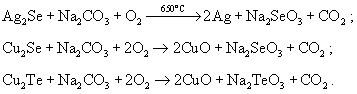 Ag₂Se + Na₂CO₃ + O₂ —650°C→ 2Ag + Na₂SeO₃ + CO₂ ;
Cu₂Se + Na₂CO₃ + 2O₂ → 2CuO + Na₂SeO₃ + CO₂ ;
Cu₂Te + Na₂CO₃ + 2O₂ → 2CuO + Na₂TeO₃ + CO₂ .